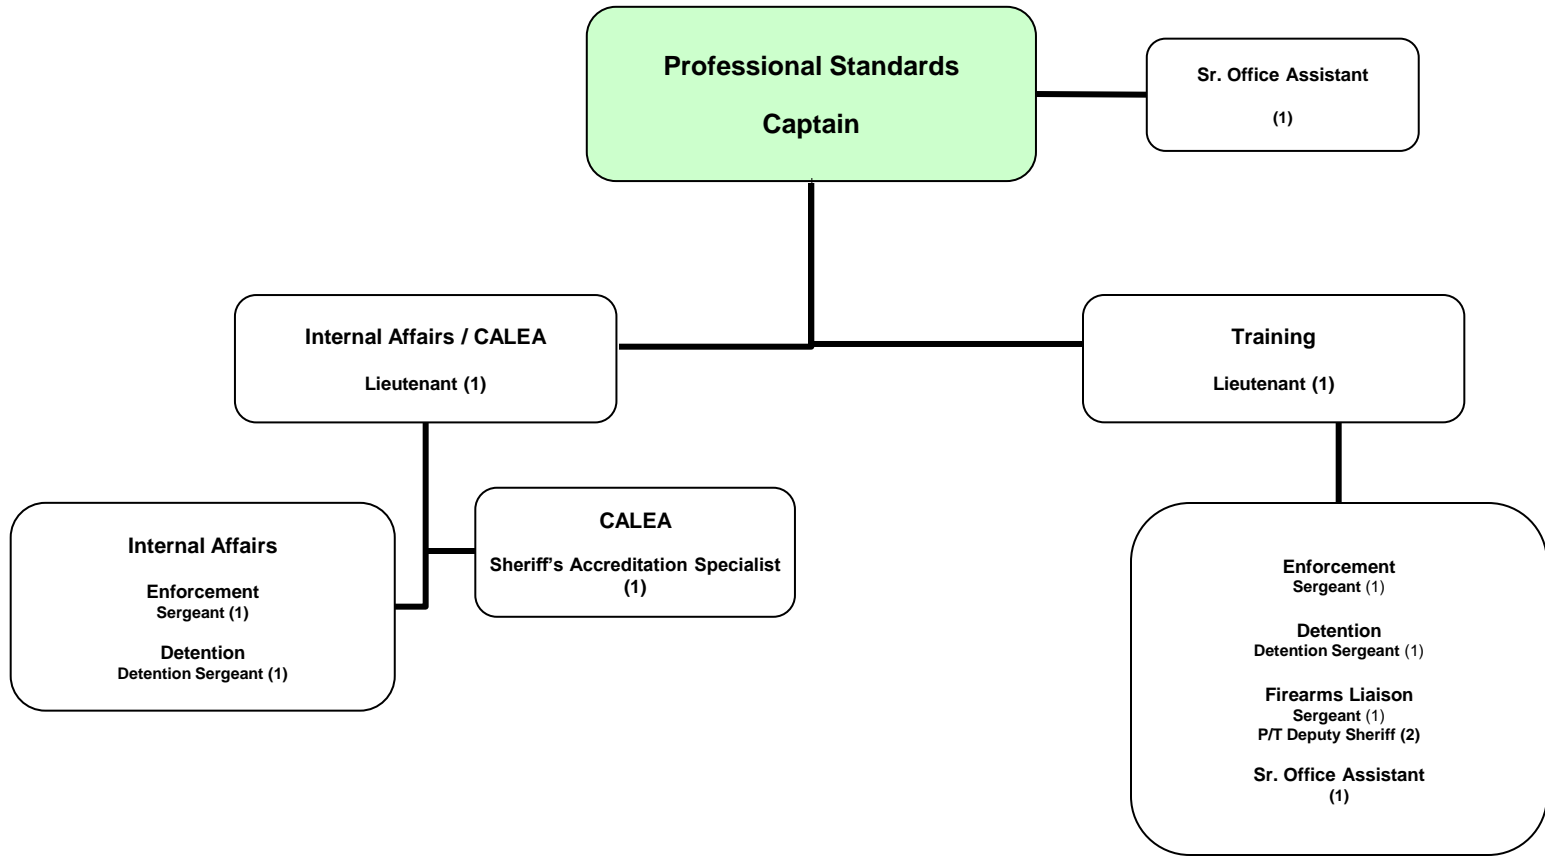 Professional Standards
Captain
Sr. Office Assistant
(1)
Internal Affairs / CALEA
Lieutenant (1)
Training
Lieutenant (1)
Internal Affairs
Enforcement
Sergeant (1)
Detention
Detention Sergeant (1)
CALEA
Sheriff’s Accreditation Specialist
(1)
Enforcement
Sergeant (1)
Detention
Detention Sergeant (1)
Firearms Liaison
Sergeant (1)
P/T Deputy Sheriff (2)
Sr. Office Assistant
(1)